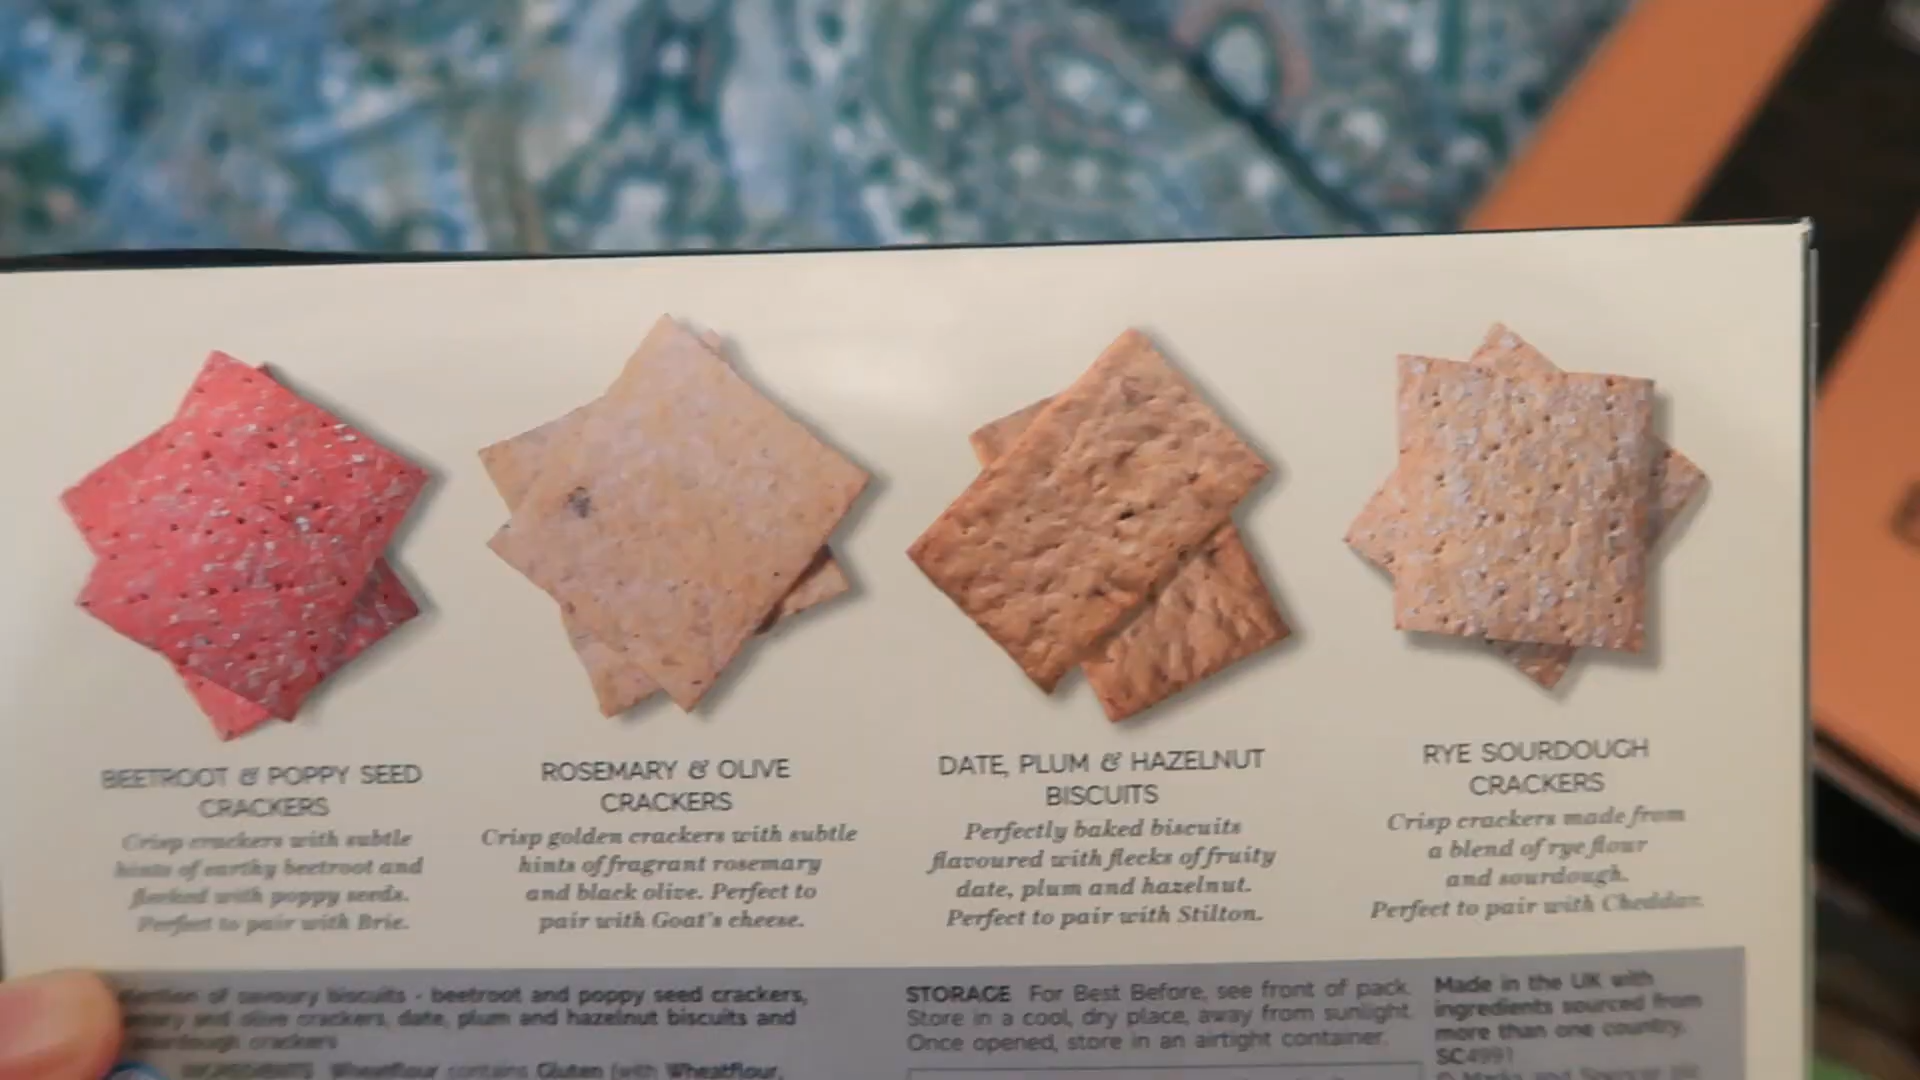 BEETROOT & POPPY SEED
CRACKERS
Crisp crackers with subtle
hints of earthy beetroot and
flecked with poppy seeds.
Perfect to pair with Brie.
ROSEMARY & OLIVE
CRACKERS
Crisp golden crackers with subtle
hints of fragrant rosemary
and black olive. Perfect to
pair with Goat's cheese.
DATE, PLUM & HAZELNUT
BISCUITS
Perfectly baked biscuits
flavoured with flecks of fruity
date, plum and hazelnut.
Perfect to pair with Stilton.
RYE SOURDOUGH
CRACKERS
Crisp crackers made from
a blend of rye flour
and sourdough.
Perfect to pair with Cheddar.
of savoury biscuits - beetroot and poppy seed crackers,
and olive crackers, date, plum and hazelnut biscuits and
crackers
INGREDIENTS Wheatflour contains Gluten (with Wheatflour,
STORAGE For Best Before, see front of pack.
Store in a cool, dry place, away from sunlight.
Once opened, store in an airtight container.
Made in the UK with
ingredients sourced from
more than one country.
SC4991
© Marks and Spencer plc